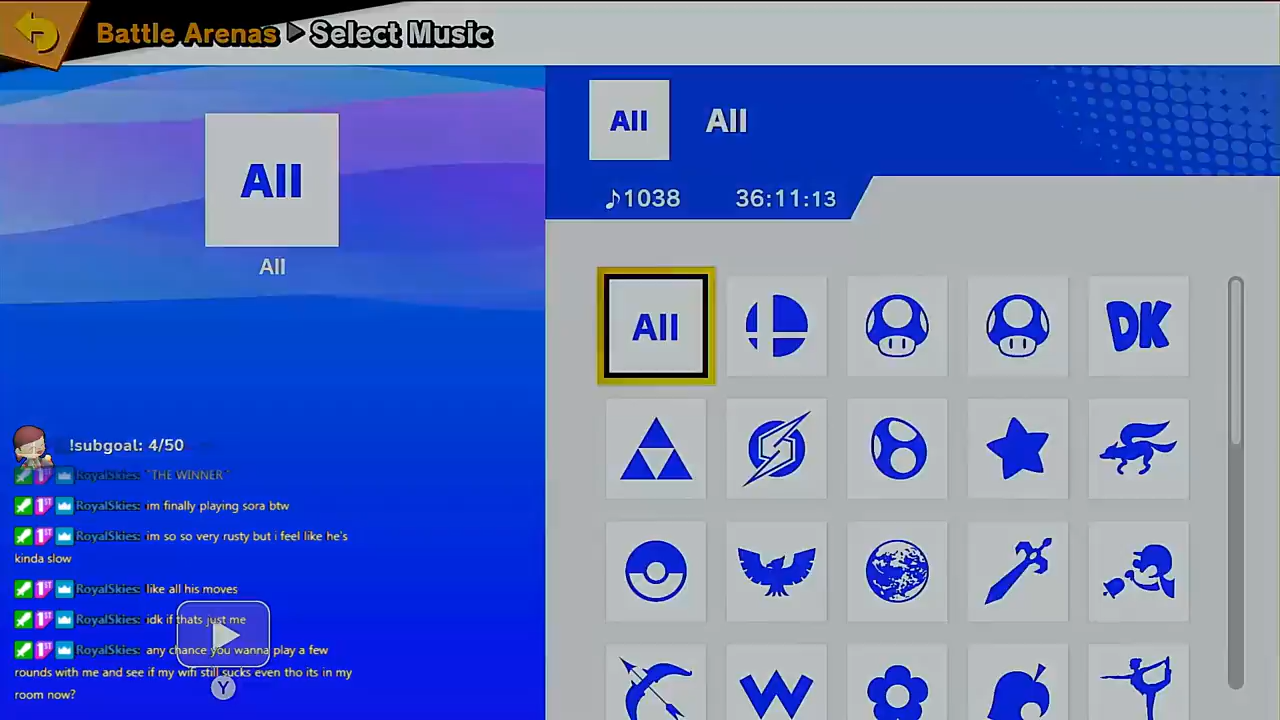 Battle Arenas ▶ Select Music
All
All
All
All
♪1038 36:11:13
All
DK
!subgoal: 4/50
RoyalSkies: "THE WINNER"
RoyalSkies: im finally playing sora btw
RoyalSkies: im so so very rusty but i feel like he's
kinda slow
RoyalSkies: like all his moves
RoyalSkies: idk if thats just me
RoyalSkies: any chance you wanna play a few
rounds with me and see if my wifi still sucks even tho its in my
room now?
Y